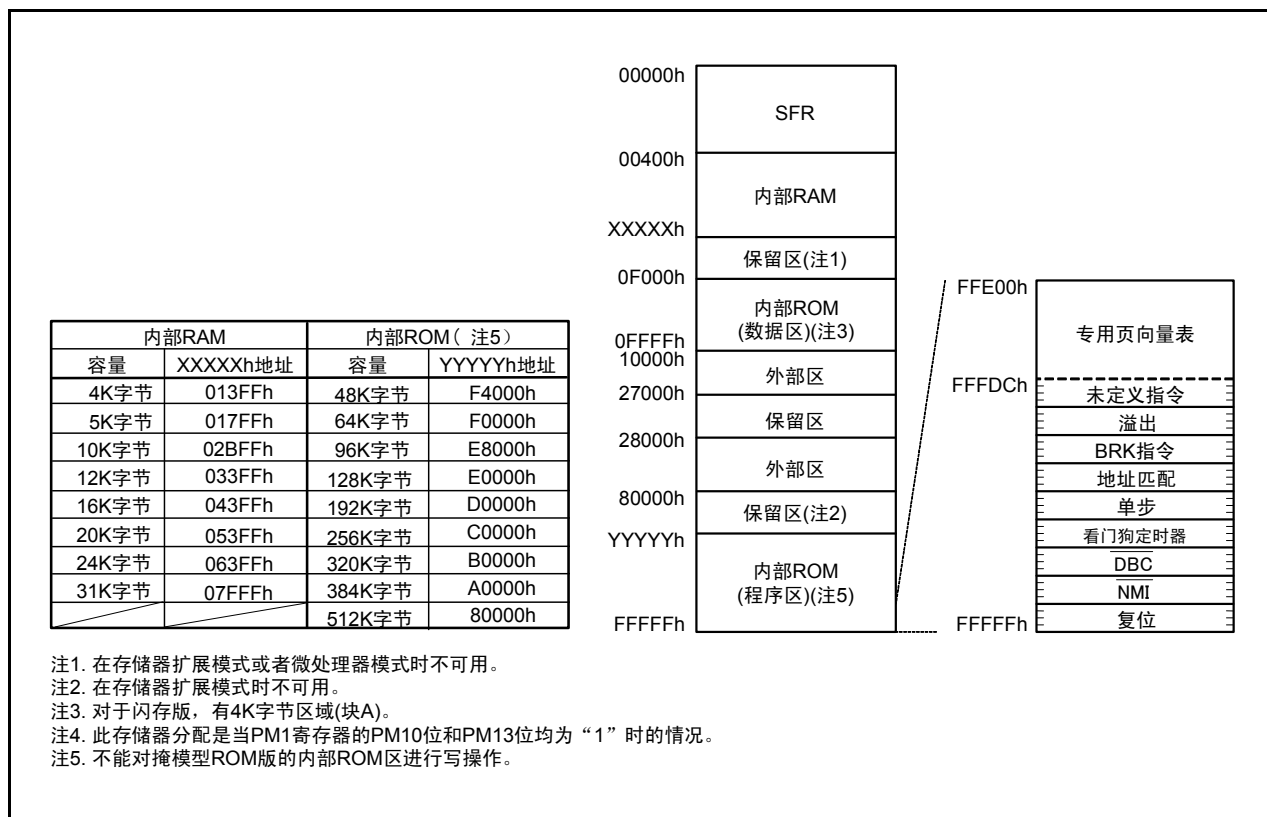 00000h
SFR
00400h
内部RAM
XXXXXh
保留区(注1)
0F000h
内部ROM
(数据区)(注3)
0FFFFh
10000h
外部区
27000h
保留区
28000h
外部区
80000h
保留区(注2)
YYYYYh
内部ROM
(程序区)(注5)
FFFFFh
FFE00h
专用页向量表
FFFDCh
未定义指令
溢出
BRK指令
地址匹配
单步
看门狗定时器
DBC
NMI
复位
FFFFFh
内部RAM 内部ROM( 注5)
容量 XXXXXh地址 容量 YYYYYh地址
4K字节 013FFh 48K字节 F4000h
5K字节 017FFh 64K字节 F0000h
10K字节 02BFFh 96K字节 E8000h
12K字节 033FFh 128K字节 E0000h
16K字节 043FFh 192K字节 D0000h
20K字节 053FFh 256K字节 C0000h
24K字节 063FFh 320K字节 B0000h
31K字节 07FFFh 384K字节 A0000h
512K字节 80000h
注1. 在存储器扩展模式或者微处理器模式时不可用。
注2. 在存储器扩展模式时不可用。
注3. 对于闪存版，有4K字节区域(块A)。
注4. 此存储器分配是当PM1寄存器的PM10位和PM13位均为“1”时的情况。
注5. 不能对掩模型ROM版的内部ROM区进行写操作。